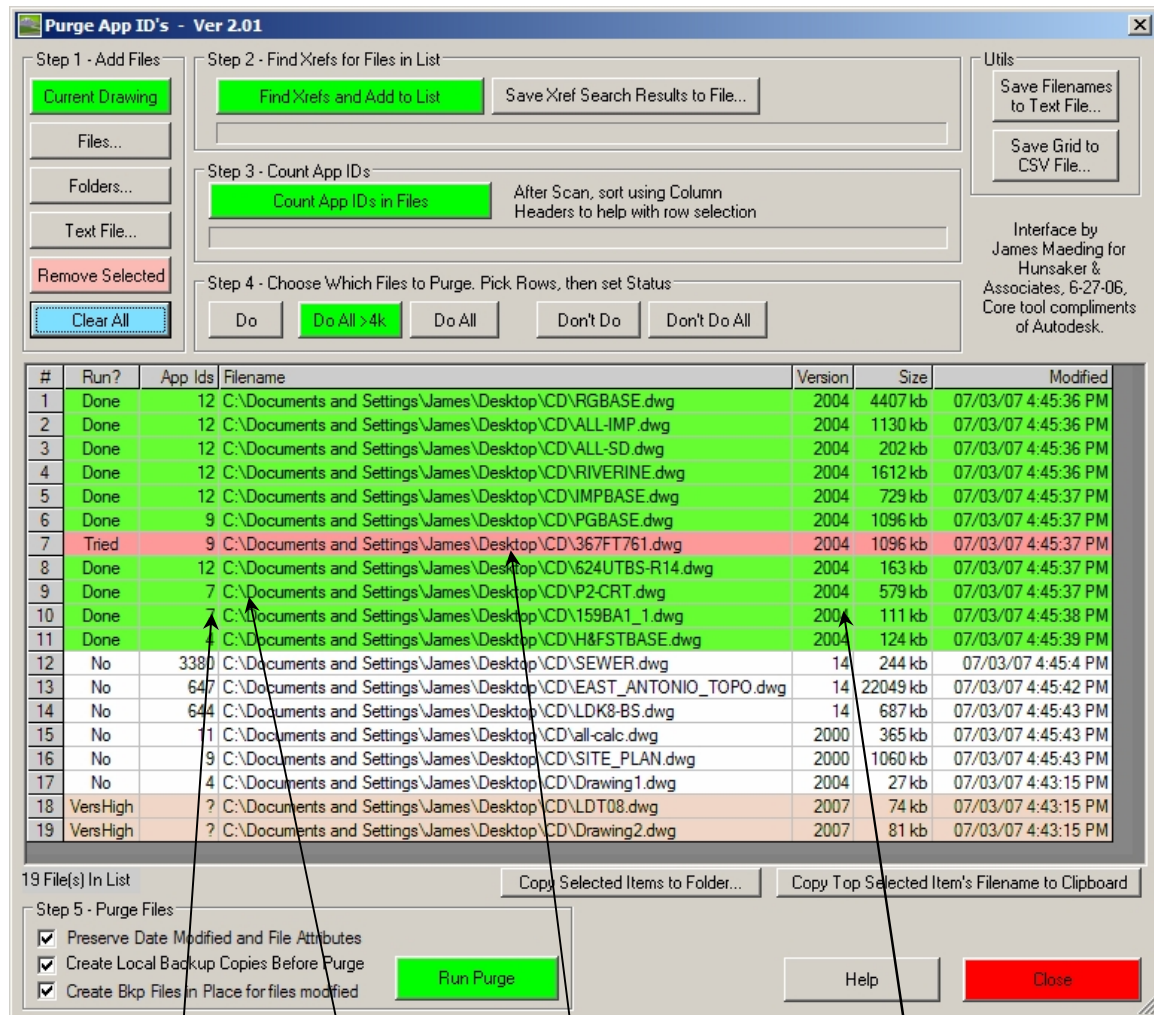 Purge App ID's - Ver 2.01
Step 1 - Add Files
Current Drawing
Files...
Folders...
Text File...
Remove Selected
Clear All
Step 2 - Find Xrefs for Files in List
Find Xrefs and Add to List
Save Xref Search Results to File...
Step 3 - Count App IDs
Count App IDs in Files
After Scan, sort using Column
Headers to help with row selection
Step 4 - Choose Which Files to Purge. Pick Rows, then set Status
Do
Do All >4k
Do All
Don't Do
Don't Do All
Utils
Save Filenames
to Text File...
Save Grid to
CSV File...
Interface by
James Maeding for
Hunsaker &
Associates, 6-27-06,
Core tool compliments
of Autodesk.
# Run? App Ids Filename Version Size Modified
1 Done 12 C:\Documents and Settings\James\Desktop\CD\RGBASE.dwg 2004 4407 kb 07/03/07 4:45:36 PM
2 Done 12 C:\Documents and Settings\James\Desktop\CD\ALL-IMP.dwg 2004 1130 kb 07/03/07 4:45:36 PM
3 Done 12 C:\Documents and Settings\James\Desktop\CD\ALL-SD.dwg 2004 202 kb 07/03/07 4:45:36 PM
4 Done 12 C:\Documents and Settings\James\Desktop\CD\RIVERINE.dwg 2004 1612 kb 07/03/07 4:45:36 PM
5 Done 12 C:\Documents and Settings\James\Desktop\CD\IMPBASE.dwg 2004 729 kb 07/03/07 4:45:37 PM
6 Done 9 C:\Documents and Settings\James\Desktop\CD\PGBASE.dwg 2004 1096 kb 07/03/07 4:45:37 PM
7 Tried 9 C:\Documents and Settings\James\Desktop\CD\367FT761.dwg 2004 1096 kb 07/03/07 4:45:37 PM
8 Done 12 C:\Documents and Settings\James\Desktop\CD\624UTBS-R14.dwg 2004 163 kb 07/03/07 4:45:37 PM
9 Done 7 C:\Documents and Settings\James\Desktop\CD\P2-CRT.dwg 2004 579 kb 07/03/07 4:45:37 PM
10 Done 7 C:\Documents and Settings\James\Desktop\CD\159BA1_1.dwg 2004 111 kb 07/03/07 4:45:38 PM
11 Done 4 C:\Documents and Settings\James\Desktop\CD\H&FSTBASE.dwg 2004 124 kb 07/03/07 4:45:39 PM
12 No 3380 C:\Documents and Settings\James\Desktop\CD\SEWER.dwg 14 244 kb 07/03/07 4:45:4 PM
13 No 647 C:\Documents and Settings\James\Desktop\CD\EAST_ANTONIO_TOPO.dwg 14 22049 kb 07/03/07 4:45:42 PM
14 No 644 C:\Documents and Settings\James\Desktop\CD\LDK8-BS.dwg 14 687 kb 07/03/07 4:45:43 PM
15 No 11 C:\Documents and Settings\James\Desktop\CD\all-calc.dwg 2000 365 kb 07/03/07 4:45:43 PM
16 No 9 C:\Documents and Settings\James\Desktop\CD\SITE_PLAN.dwg 2000 1060 kb 07/03/07 4:45:43 PM
17 No 4 C:\Documents and Settings\James\Desktop\CD\Drawing1.dwg 2004 27 kb 07/03/07 4:43:15 PM
18 VersHigh ? C:\Documents and Settings\James\Desktop\CD\LDT08.dwg 2007 74 kb 07/03/07 4:43:15 PM
19 VersHigh ? C:\Documents and Settings\James\Desktop\CD\Drawing2.dwg 2007 81 kb 07/03/07 4:43:15 PM
19 File(s) In List
Copy Selected Items to Folder...
Copy Top Selected Item's Filename to Clipboard
Step 5 - Purge Files
Preserve Date Modified and File Attributes
Create Local Backup Copies Before Purge
Create Bkp Files in Place for files modified
Run Purge
Help
Close